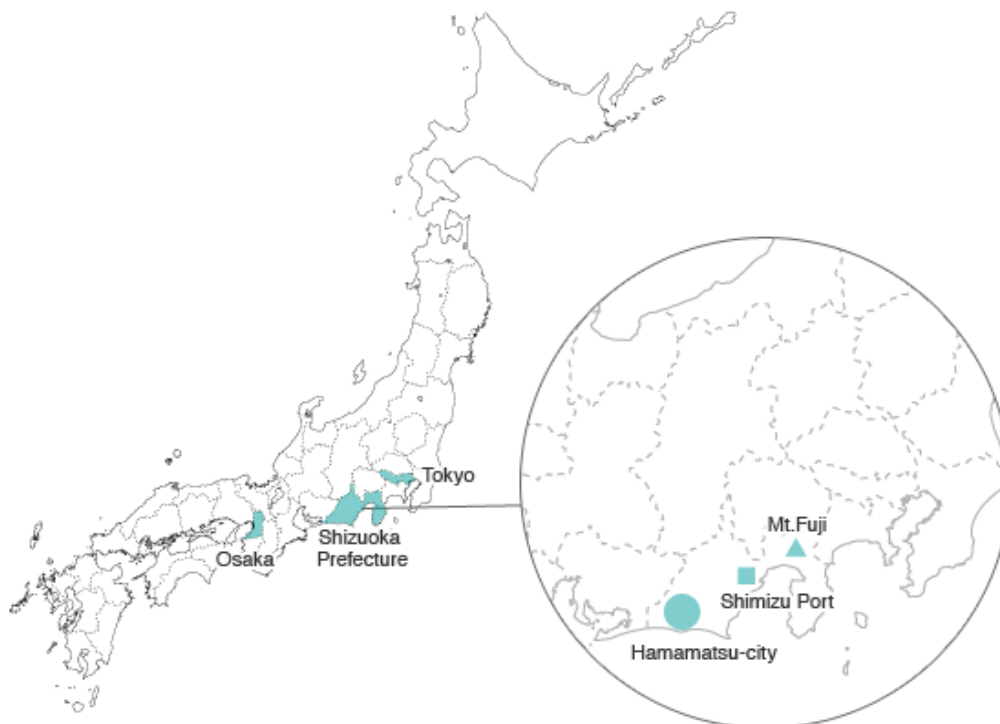 Tokyo
Osaka
Shizuoka
Prefecture
Mt.Fuji
Shimizu Port
Hamamatsu-city